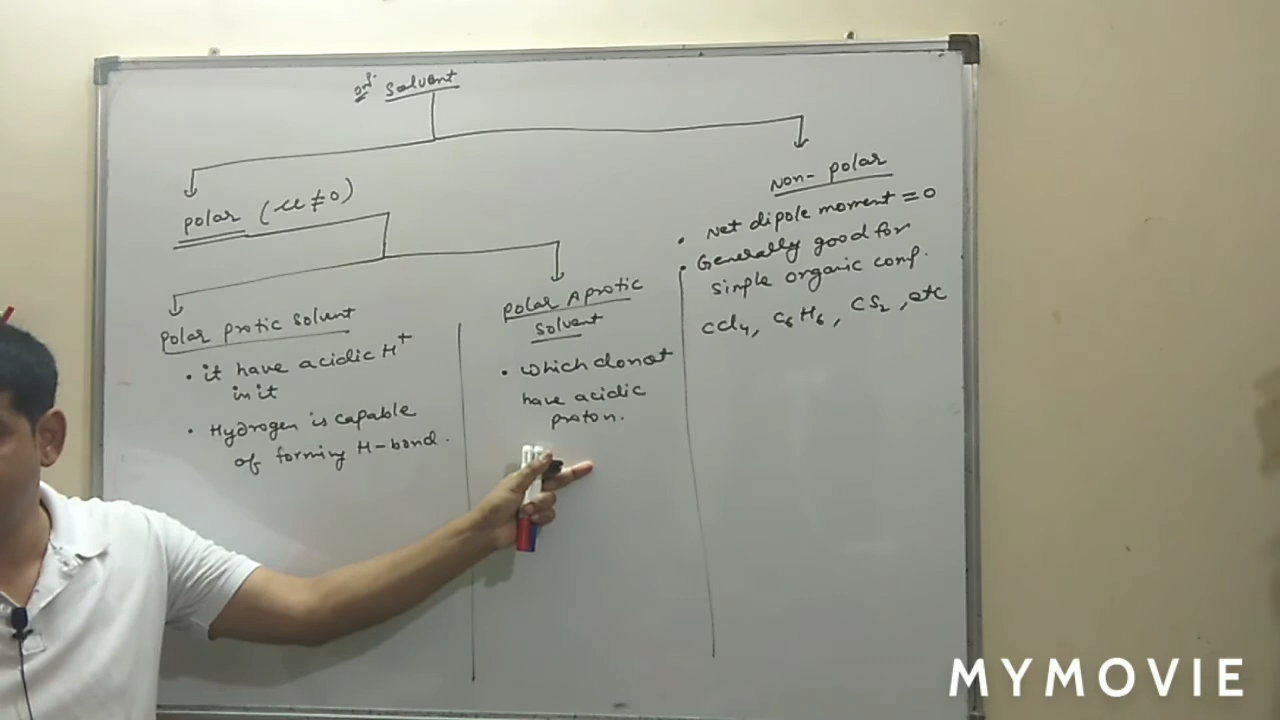 Solvent
polar (μ≠0)
Non-polar
• Net dipole moment = 0
• Generally good for
simple organic comp.
CCl4, C6H6, CS2, etc
polar protic solvent
• it have acidic H+
in it
• Hydrogen is capable
of forming H-bond.
polar Aprotic
solvent
• which donot
have acidic
proton.
MYMOVIE